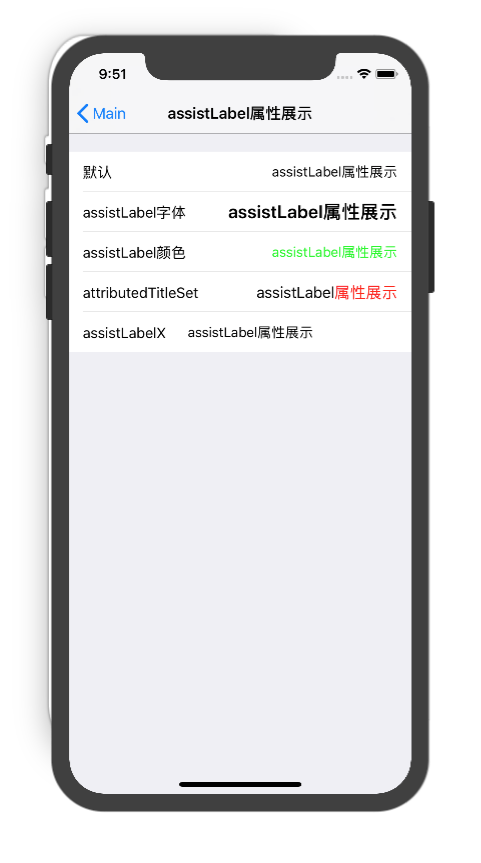 9:51
Main assistLabel属性展示
默认 assistLabel属性展示
assistLabel字体 assistLabel属性展示
assistLabel颜色 assistLabel属性展示
attributedTitleSet assistLabel属性展示
assistLabelX assistLabel属性展示